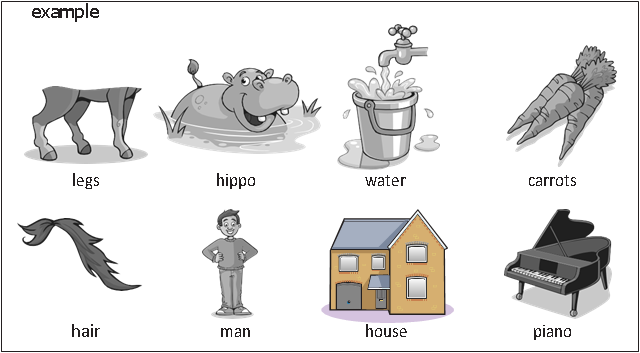 example
legs hippo water carrots
hair man house piano